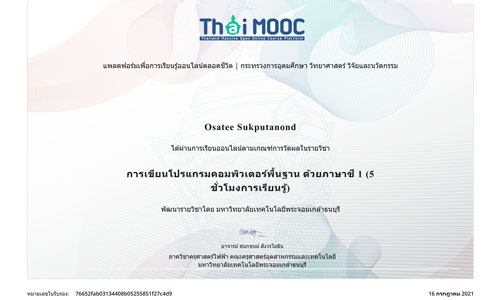 Thai MOOC
Thailand Massive Open Online Course Platform
แพลตฟอร์มเพื่อการเรียนรู้ออนไลน์ตลอดชีวิต | กระทรวงการอุดมศึกษา วิทยาศาสตร์ วิจัยและนวัตกรรม
Osatee Sukputanond
ได้ผ่านการเรียนออนไลน์ตามเกณฑ์การวัดผลในรายวิชา
การเขียนโปรแกรมคอมพิวเตอร์พื้นฐาน ด้วยภาษาซี 1 (5
ชั่วโมงการเรียนรู้)
พัฒนารายวิชาโดย มหาวิทยาลัยเทคโนโลยีพระจอมเกล้าธนบุรี
อาจารย์
ภาควิชาครุศาสตร์ไฟฟ้า คณะครุศาสตร์อุตสาหกรรมและเทคโนโลยี
มหาวิทยาลัยเทคโนโลยีพระจอมเกล้าธนบุรี
หมายเลขใบรับรอง: 76652fab03134408b05255851f27c4d9
16 กรกฎาคม 2021